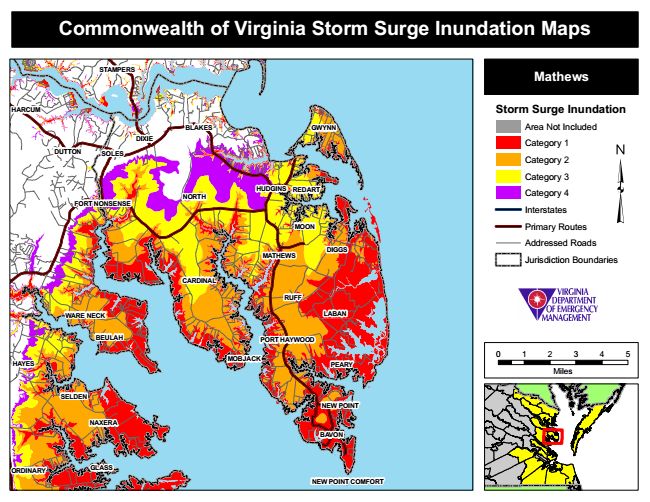 Commonwealth of Virginia Storm Surge Inundation Maps
STAMPERS
HARCUM
BLAKES
GWYNN
DIXIE
DUTTON
SOLES
HUDGINS
REDART
NORTH
FORT NONSENSE
MOON
DIGGS
MATHEWS
CARDINAL
RUFF
WARE NECK
LABAN
BEULAH
PORT HAYWOOD
MOBJACK
HAYES
PEARY
SELDEN
NEW POINT
NAXERA
BAVON
GLASS
ORDINARY
NEW POINT COMFORT
Mathews
Storm Surge Inundation
Area Not Included
Category 1
Category 2
Category 3
Category 4
Interstates
Primary Routes
Addressed Roads
Jurisdiction Boundaries
N
VIRGINIA
DEPARTMENT
OF EMERGENCY
MANAGEMENT
0 1 2 3 4 5
Miles